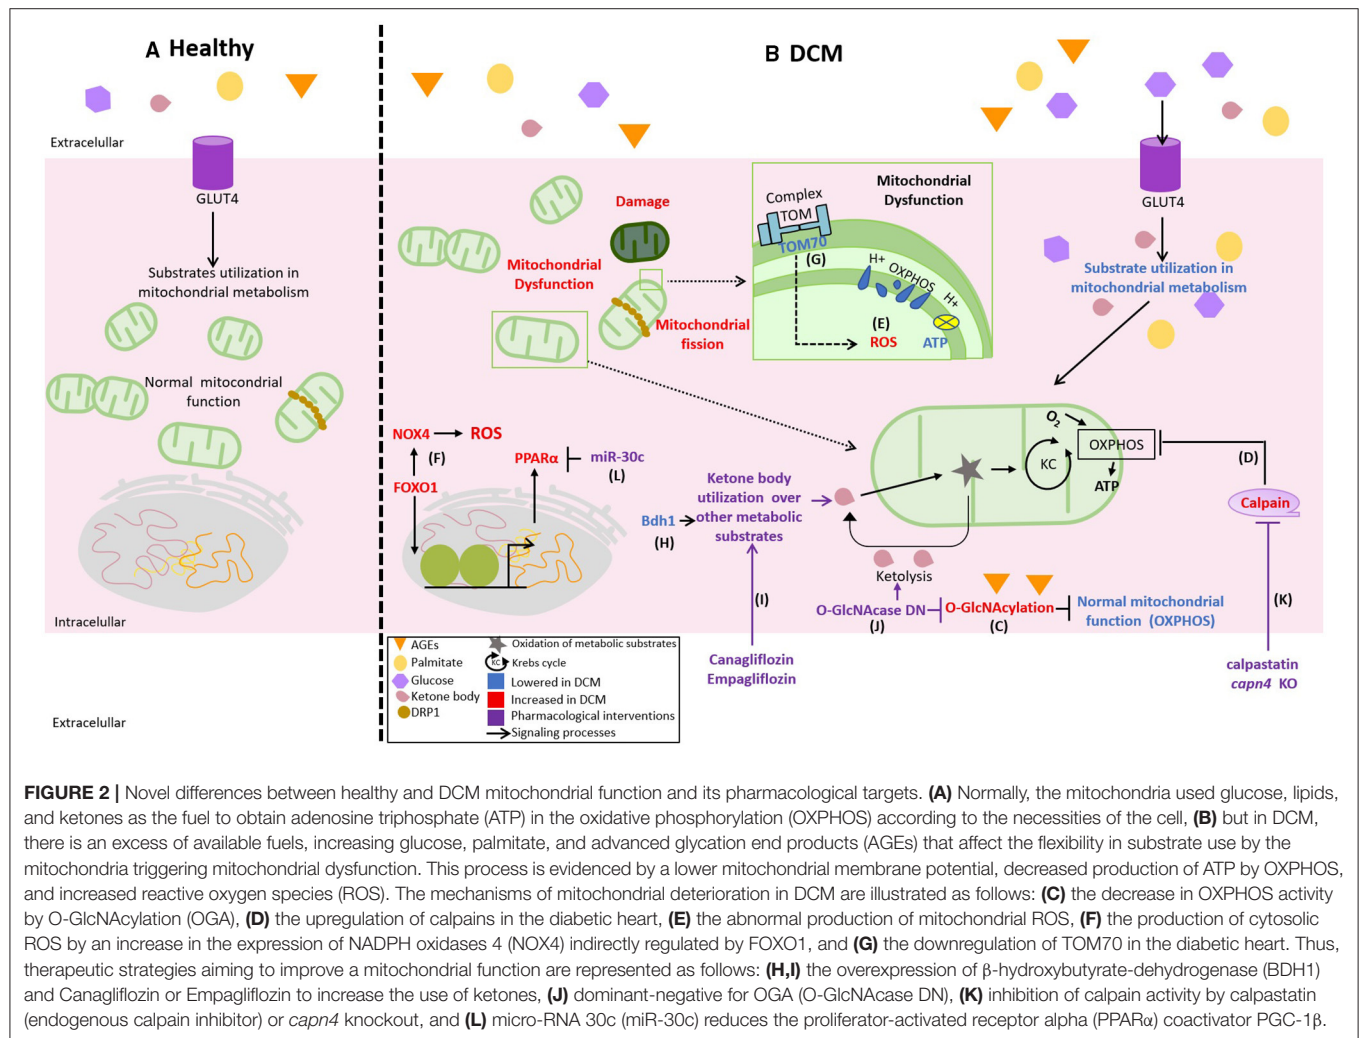 A Healthy
B DCM
Extracelullar
GLUT4
Substrates utilization in
mitochondrial metabolism
Normal mitocondrial
function
Intracellular
Extracellular
Damage
Mitochondrial
Dysfunction
Mitochondrial
fission
Mitochondrial
Dysfunction
Complex
TOM
TOM70
(G)
H+
OXPHOS
H+
(E)
ROS
ATP
GLUT4
Substrate utilization in
mitochondrial metabolism
NOX4
ROS
(F)
FOXO1
PPARα
miR-30c
(L)
Bdh1
(H)
Ketone body
utilization over
other metabolic
substrates
(I)
Canagliflozin
Empagliflozin
O2
OXPHOS
KC
ATP
(D)
Calpain
(K)
calpastatin
capn4 KO
Ketolysis
O-GlcNAcase DN
(J)
O-GlcNAcylation
(C)
Normal mitochondrial
function (OXPHOS)
AGEs
Palmitate
Glucose
Ketone body
DRP1
Oxidation of metabolic substrates
KC
Krebs cycle
Lowered in DCM
Increased in DCM
Pharmacological interventions
Signaling processes
FIGURE 2 | Novel differences between healthy and DCM mitochondrial function and its pharmacological targets. (A) Normally, the mitochondria used glucose, lipids,
and ketones as the fuel to obtain adenosine triphosphate (ATP) in the oxidative phosphorylation (OXPHOS) according to the necessities of the cell, (B) but in DCM,
there is an excess of available fuels, increasing glucose, palmitate, and advanced glycation end products (AGEs) that affect the flexibility in substrate use by the
mitochondria triggering mitochondrial dysfunction. This process is evidenced by a lower mitochondrial membrane potential, decreased production of ATP by OXPHOS,
and increased reactive oxygen species (ROS). The mechanisms of mitochondrial deterioration in DCM are illustrated as follows: (C) the decrease in OXPHOS activity
by O-GlcNAcylation (OGA), (D) the upregulation of calpains in the diabetic heart, (E) the abnormal production of mitochondrial ROS, (F) the production of cytosolic
ROS by an increase in the expression of NADPH oxidases 4 (NOX4) indirectly regulated by FOXO1, and (G) the downregulation of TOM70 in the diabetic heart. Thus,
therapeutic strategies aiming to improve a mitochondrial function are represented as follows: (H,I) the overexpression of β-hydroxybutyrate-dehydrogenase (BDH1)
and Canagliflozin or Empagliflozin to increase the use of ketones, (J) dominant-negative for OGA (O-GlcNAcase DN), (K) inhibition of calpain activity by calpastatin
(endogenous calpain inhibitor) or capn4 knockout, and (L) micro-RNA 30c (miR-30c) reduces the proliferator-activated receptor alpha (PPARα) coactivator PGC-1β.